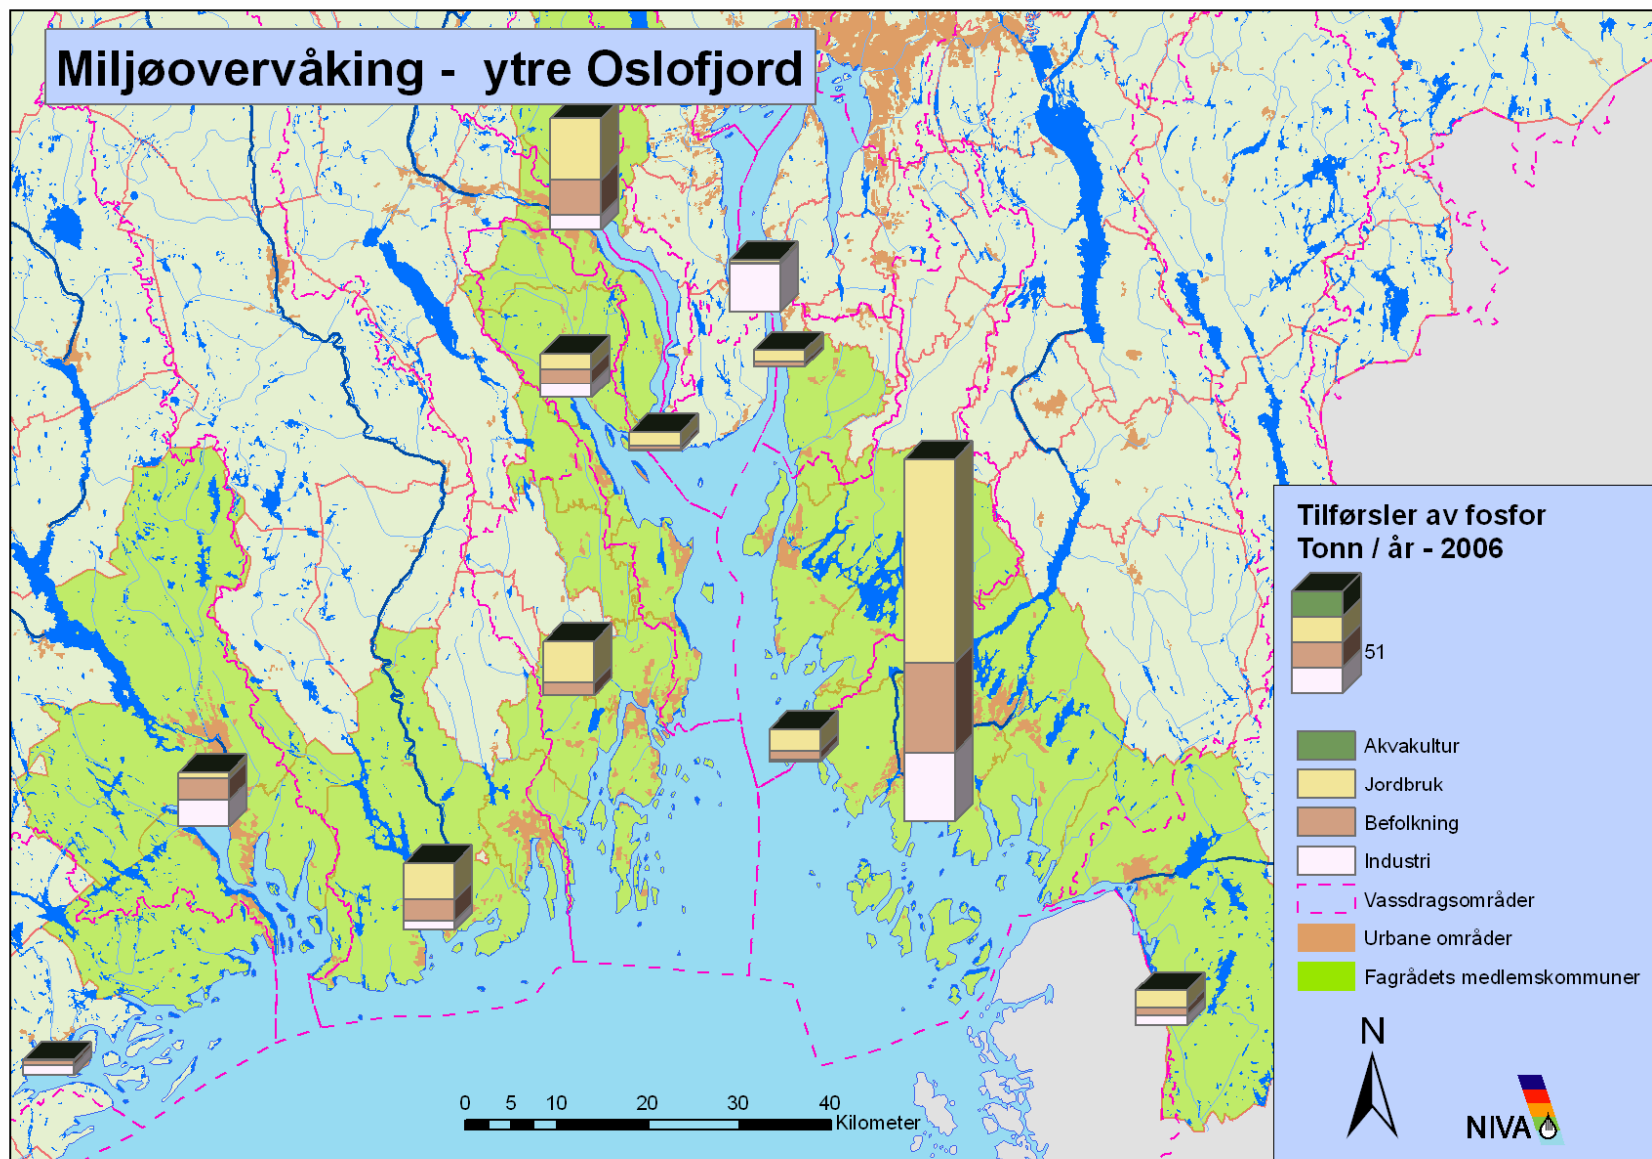 Miljøovervåking - ytre Oslofjord
Tilførsler av fosfor
Tonn / år - 2006
51
Akvakultur
Jordbruk
Befolkning
Industri
Vassdragsområder
Urbane områder
Fagrådets medlemskommuner
N
NIVA
0 5 10 20 30 40
Kilometer